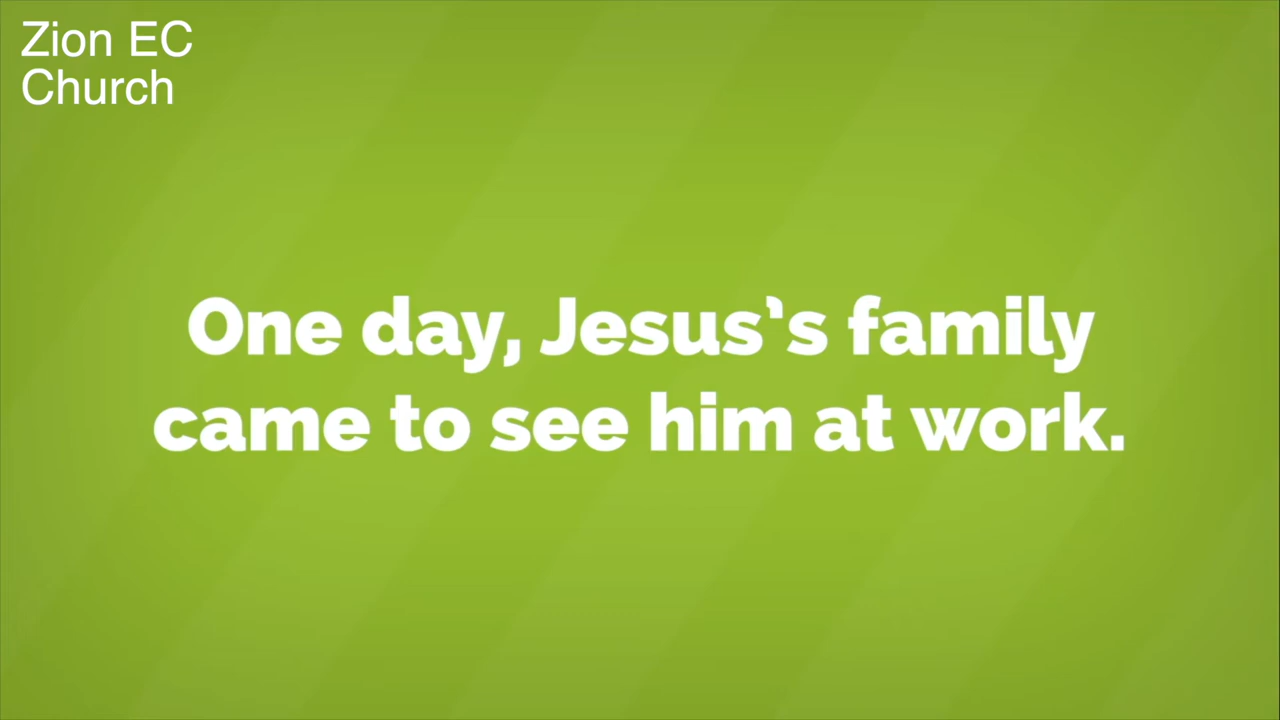 Zion EC
Church
One day, Jesus's family
came to see him at work.